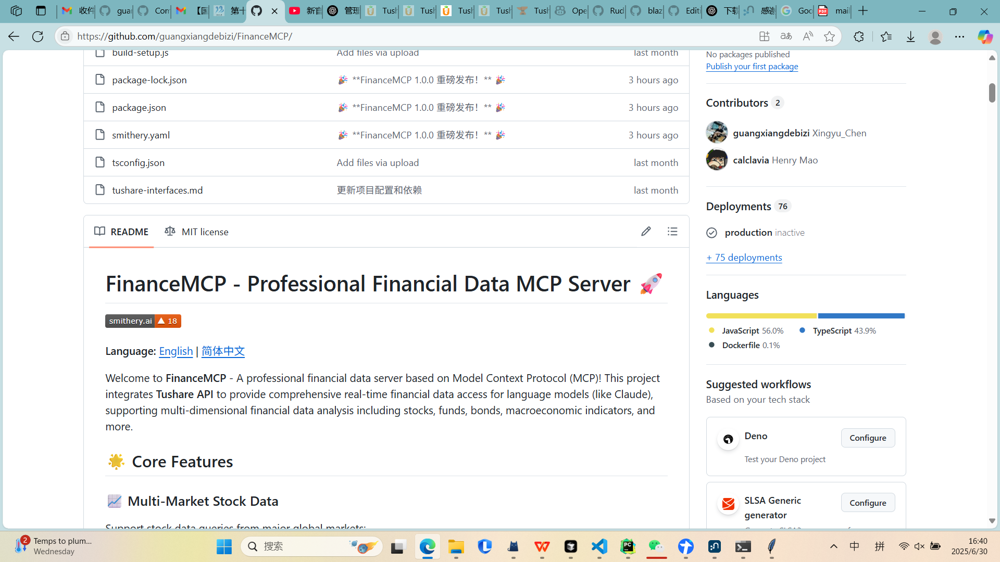 收件
guan
Com
【国
第十
新官
管理
Tush
Tush
Tush
Tush
Tush
Ope
Rud
blaz
Editi
下载
感谢
Goo
mail
https://github.com/guangxiangdebizi/FinanceMCP/
build-setup.js Add files via upload last month
package-lock.json 🎉 **FinanceMCP 1.0.0 重磅发布！** 🎉 3 hours ago
package.json 🎉 **FinanceMCP 1.0.0 重磅发布！** 🎉 3 hours ago
smithery.yaml 🎉 **FinanceMCP 1.0.0 重磅发布！** 🎉 3 hours ago
tsconfig.json Add files via upload last month
tushare-interfaces.md 更新项目配置和依赖 last month
README MIT license
FinanceMCP - Professional Financial Data MCP Server 🚀
smithery.ai ▲ 18
Language: English | 简体中文
Welcome to FinanceMCP - A professional financial data server based on Model Context Protocol (MCP)! This project
integrates Tushare API to provide comprehensive real-time financial data access for language models (like Claude),
supporting multi-dimensional financial data analysis including stocks, funds, bonds, macroeconomic indicators, and
more.
🌟 Core Features
📈 Multi-Market Stock Data
Support stock data queries from major global markets:
No packages published
Publish your first package
Contributors 2
guangxiangdebizi Xingyu_Chen
calclavia Henry Mao
Deployments 76
production inactive
+ 75 deployments
Languages
JavaScript 56.0% TypeScript 43.9%
Dockerfile 0.1%
Suggested workflows
Based on your tech stack
Deno
Configure
Test your Deno project
SLSA Generic
generator
Configure
2
Temps to plum...
Wednesday
搜索
中
拼
16:40
2025/6/30